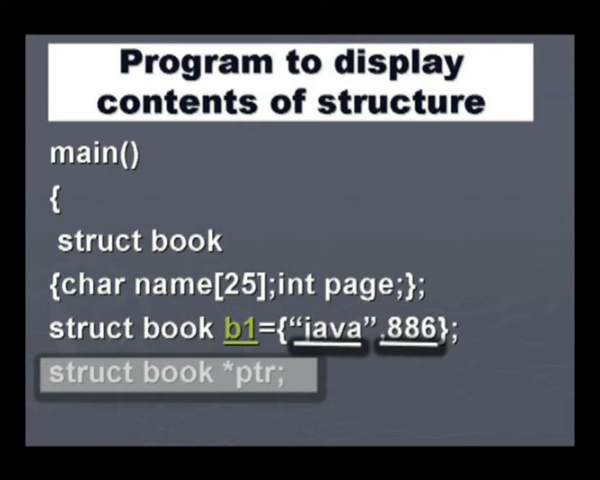 Program to display
contents of structure
main()
{
struct book
{char name[25];int page;};
struct book b1={“java”,886};
struct book *ptr;